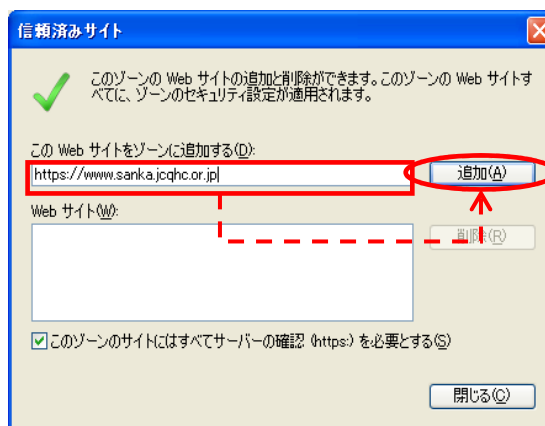 信頼済みサイト
このゾーンの Web サイトの追加と削除ができます。このゾーンの Web サイトす
べてに、ゾーンのセキュリティ設定が適用されます。
この Web サイトをゾーンに追加する(D):
https://www.sanka.jcqhc.or.jp
追加(A)
Web サイト(W):
削除(R)
このゾーンのサイトにはすべてサーバーの確認 (https:) を必要とする(S)
閉じる(C)